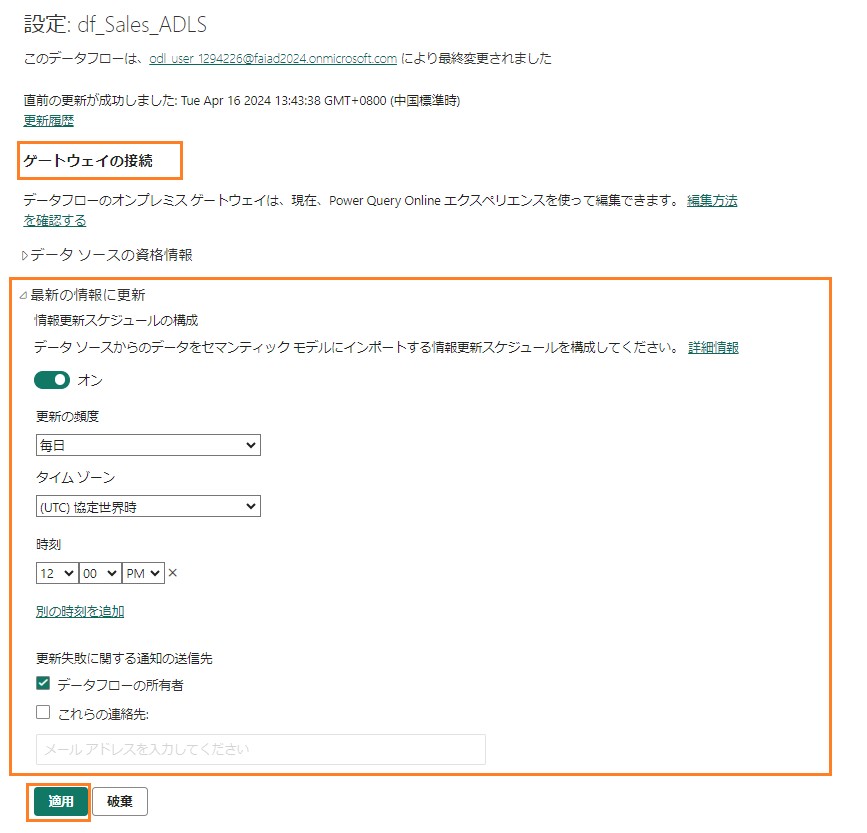 設定: df_Sales_ADLS
このデータフローは、odl_user_1294226@faiad2024.onmicrosoft.com により最終変更されました
直前の更新が成功しました: Tue Apr 16 2024 13:43:38 GMT+0800 (中国標準時)
更新履歴
ゲートウェイの接続
データフローのオンプレミス ゲートウェイは、現在、Power Query Online エクスペリエンスを使って編集できます。 編集方法
を確認する
データ ソースの資格情報
最新の情報に更新
情報更新スケジュールの構成
データ ソースからのデータをセマンティック モデルにインポートする情報更新スケジュールを構成してください。 詳細情報
オン
更新の頻度
毎日
タイム ゾーン
(UTC) 協定世界時
時刻
12 00 PM ×
別の時刻を追加
更新失敗に関する通知の送信先
データフローの所有者
これらの連絡先:
メール アドレスを入力してください
適用 破棄